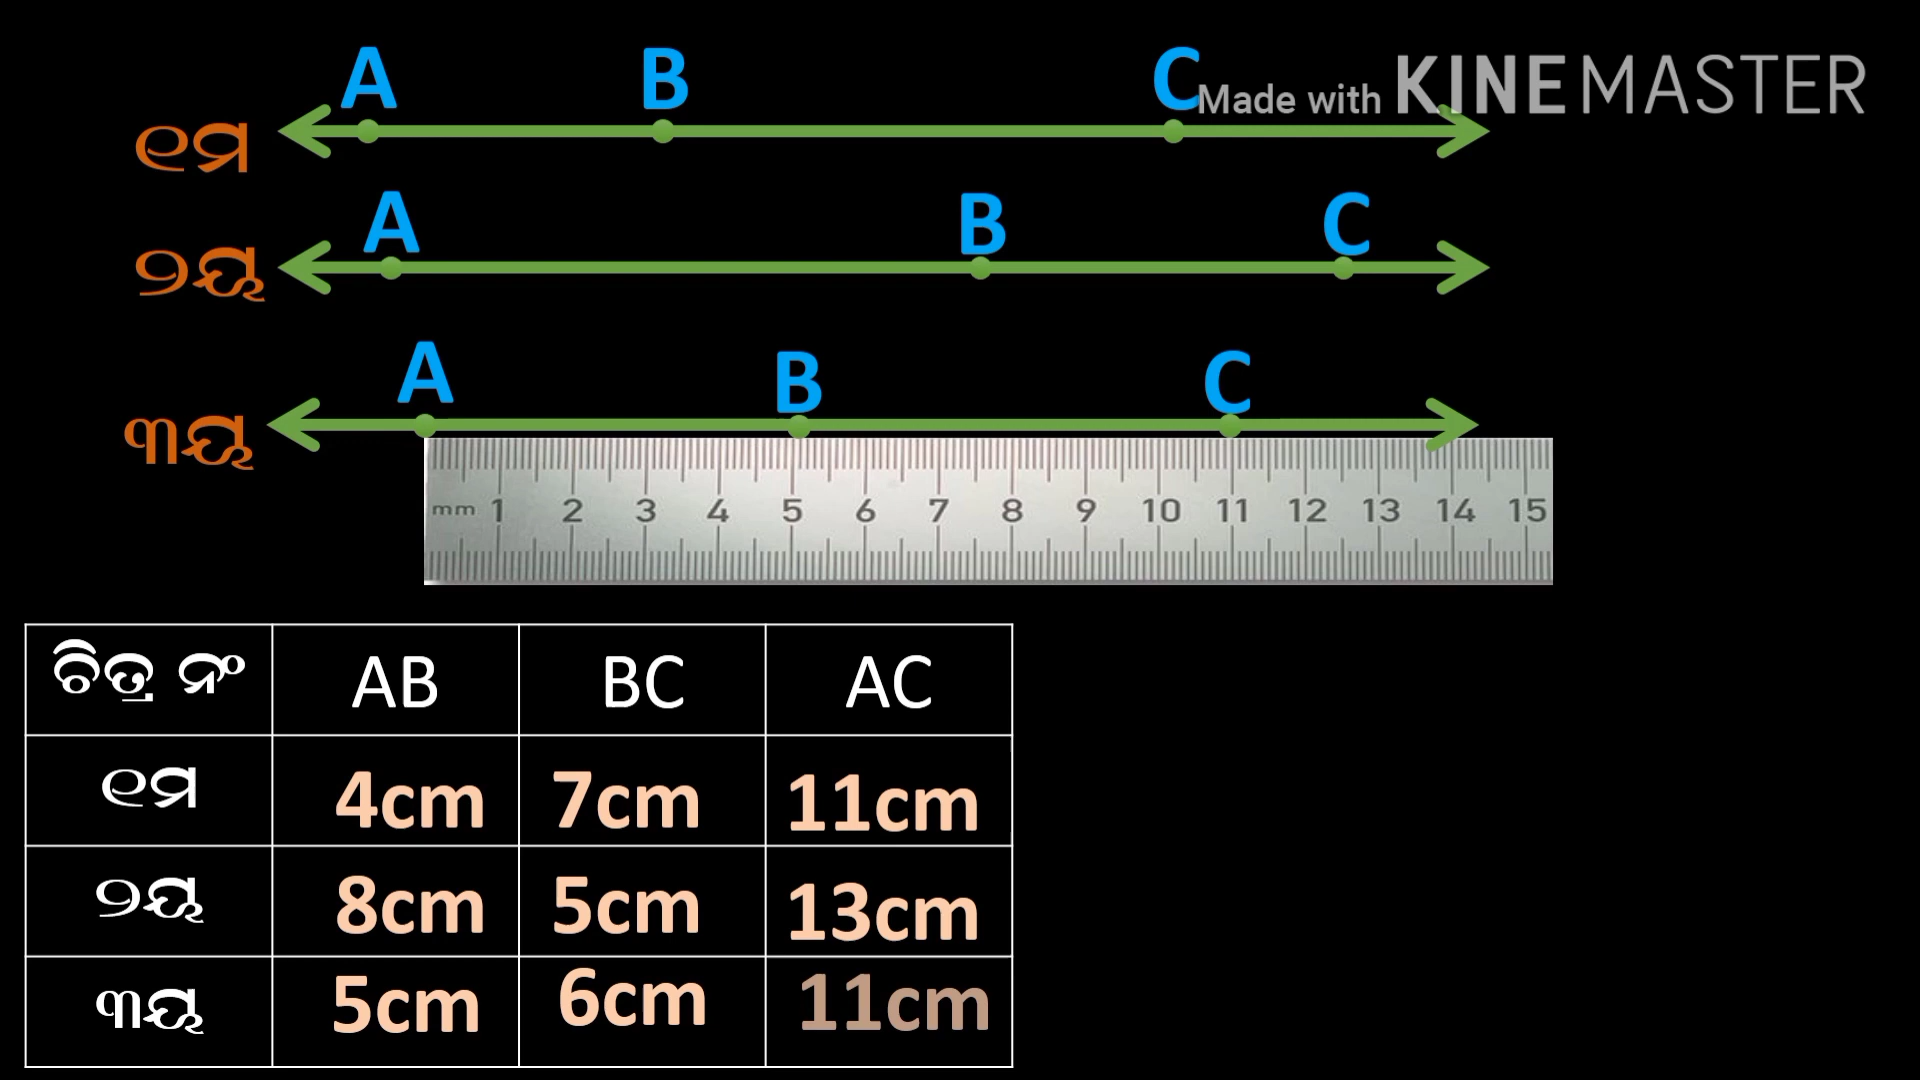 A B C
Made with KINEMASTER
୧ମ
A B C
୨ୟ
A B C
୩ୟ
mm 1 2 3 4 5 6 7 8 9 10 11 12 13 14 15
ଚିତ୍ର ନଂ AB BC AC
୧ମ 4cm 7cm 11cm
୨ୟ 8cm 5cm 13cm
୩ୟ 5cm 6cm 11cm